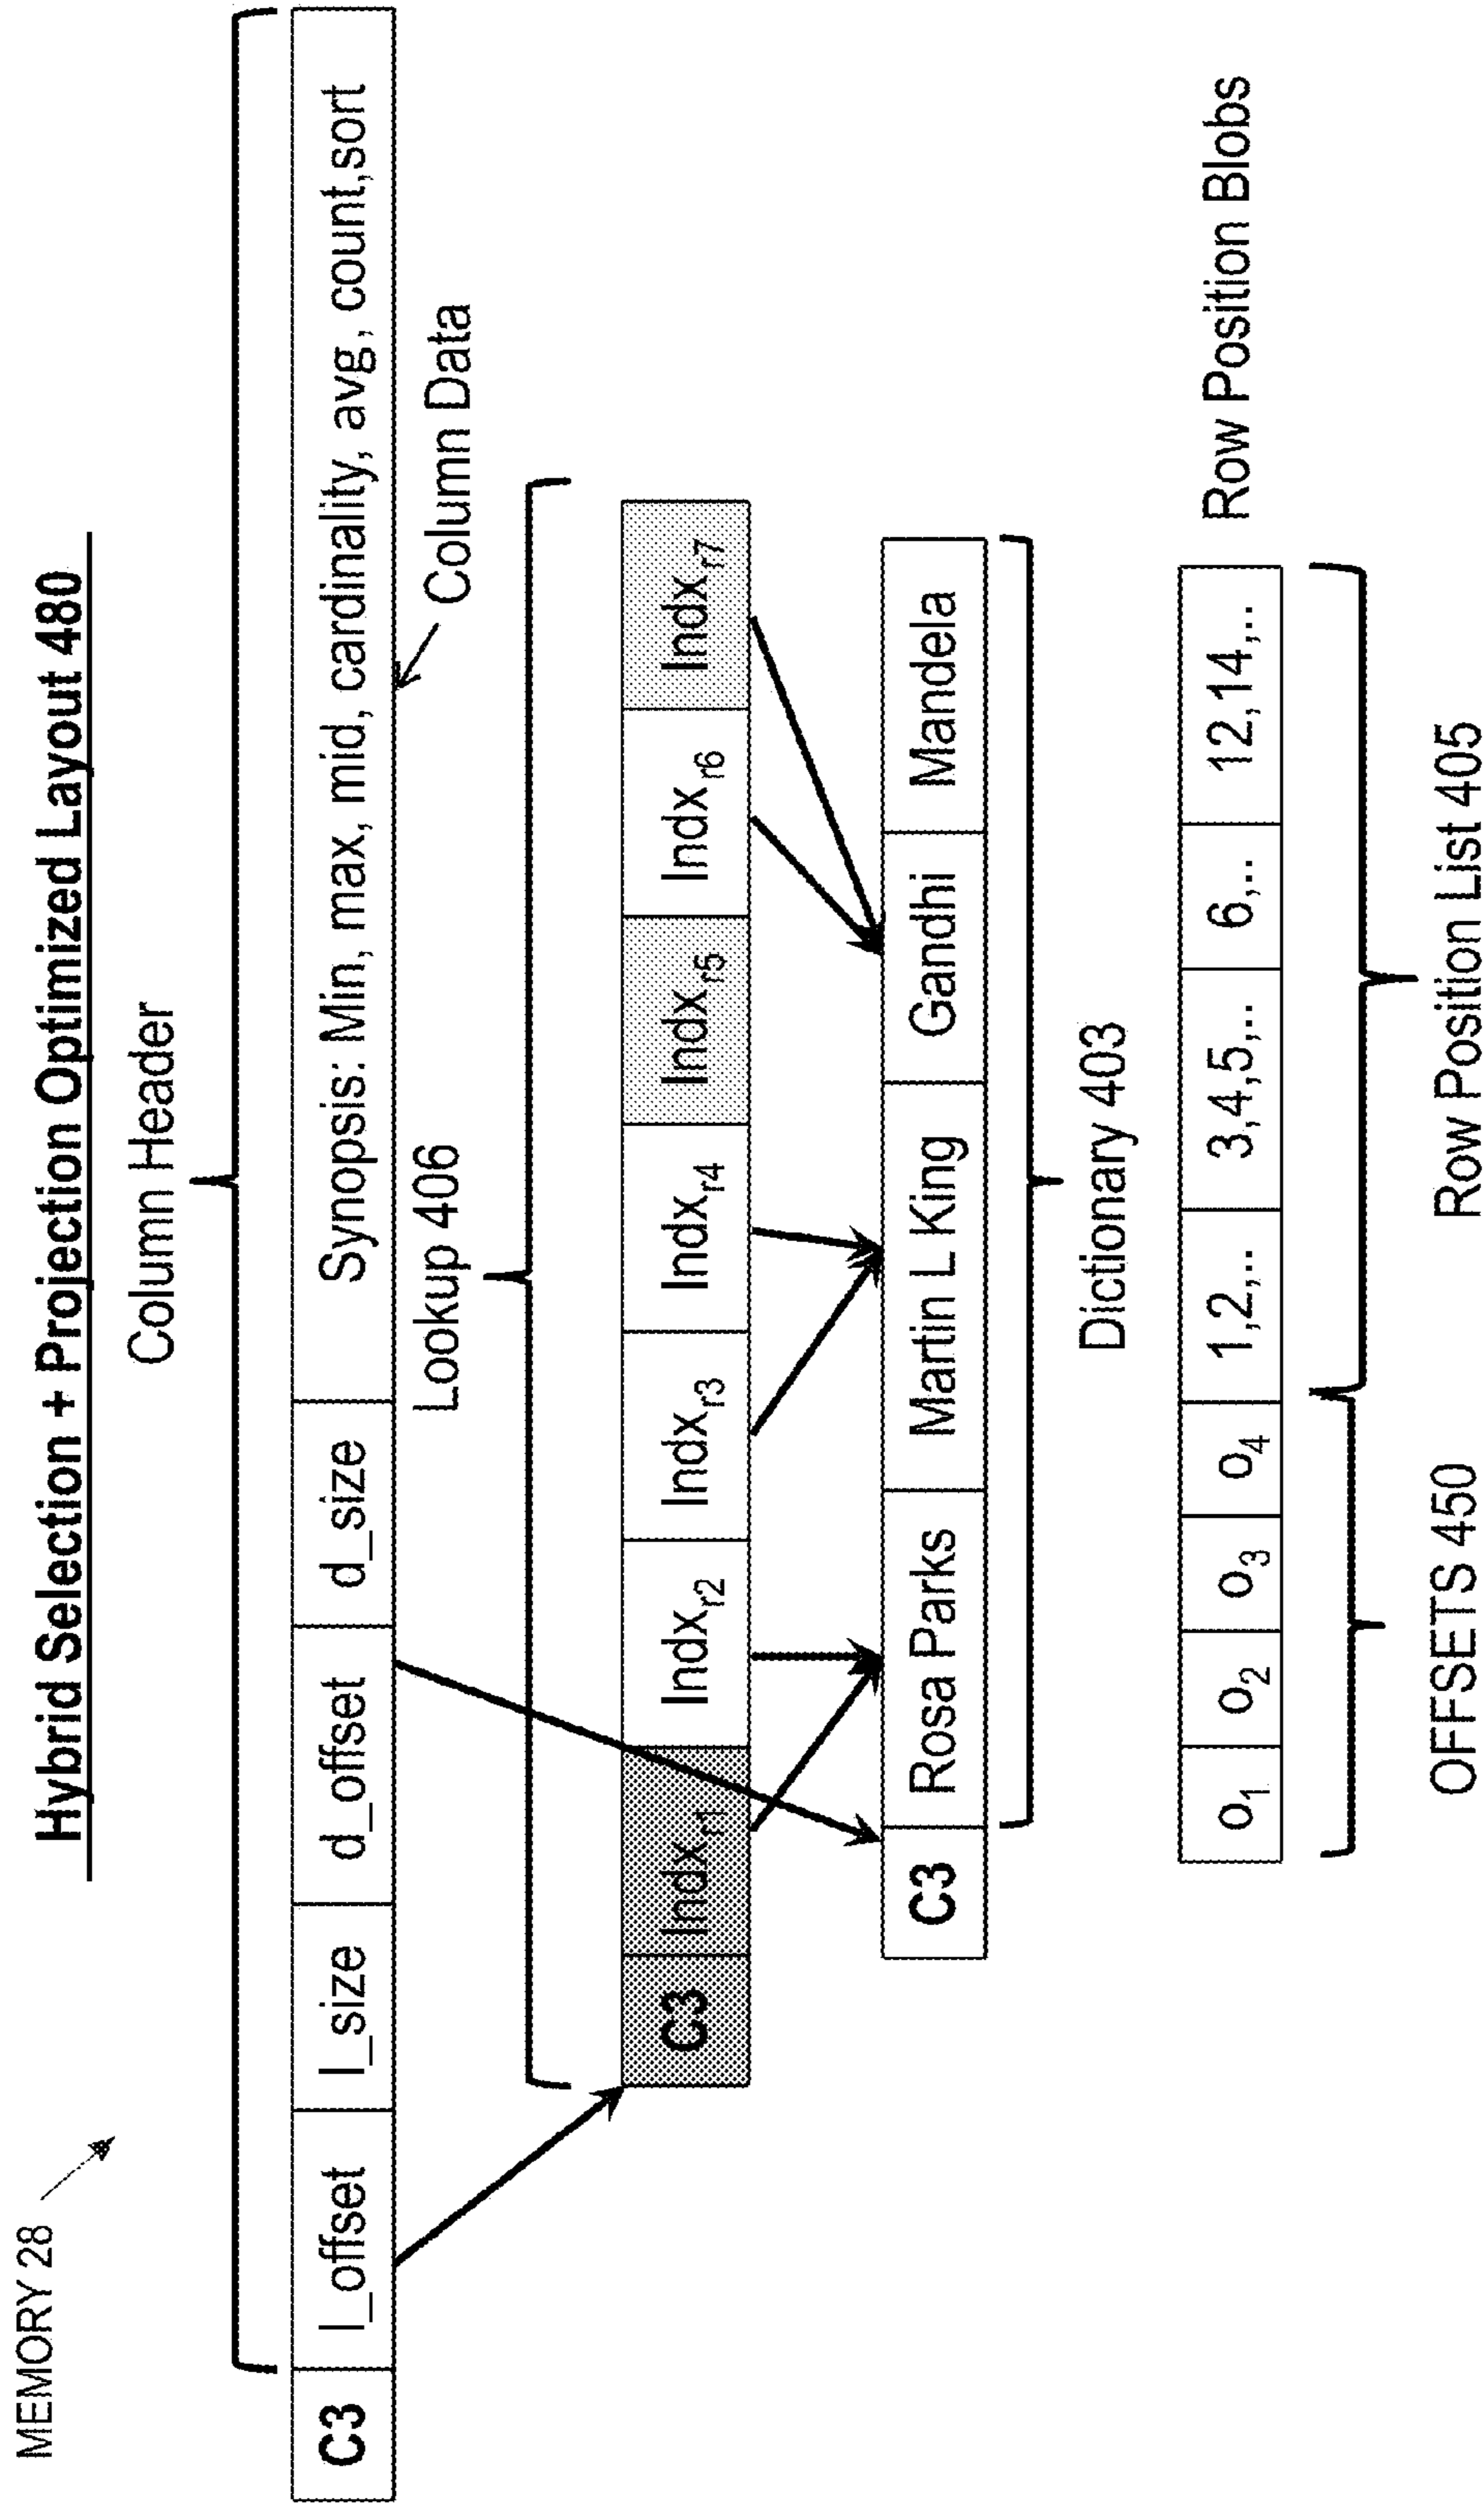 MEMORY 28
Hybrid Selection + Projection Optimized Layout 480
Column Header
C3 l_offset l_size d_offset d_size Synopsis: Min, max, mid, cardinality, avg, count,sort
Lookup 406 Column Data
C3 Indxr1 Indxr2 Indxr3 Indxr4 Indxr5 Indxr6 Indxr7
C3 Rosa Parks Martin L King Gandhi Mandela
Dictionary 403
o1 o2 o3 o4 1,2,.. 3,4,5,.. 6,.. 12,14,.. Row Position Blobs
OFFSETS 450 Row Position List 405